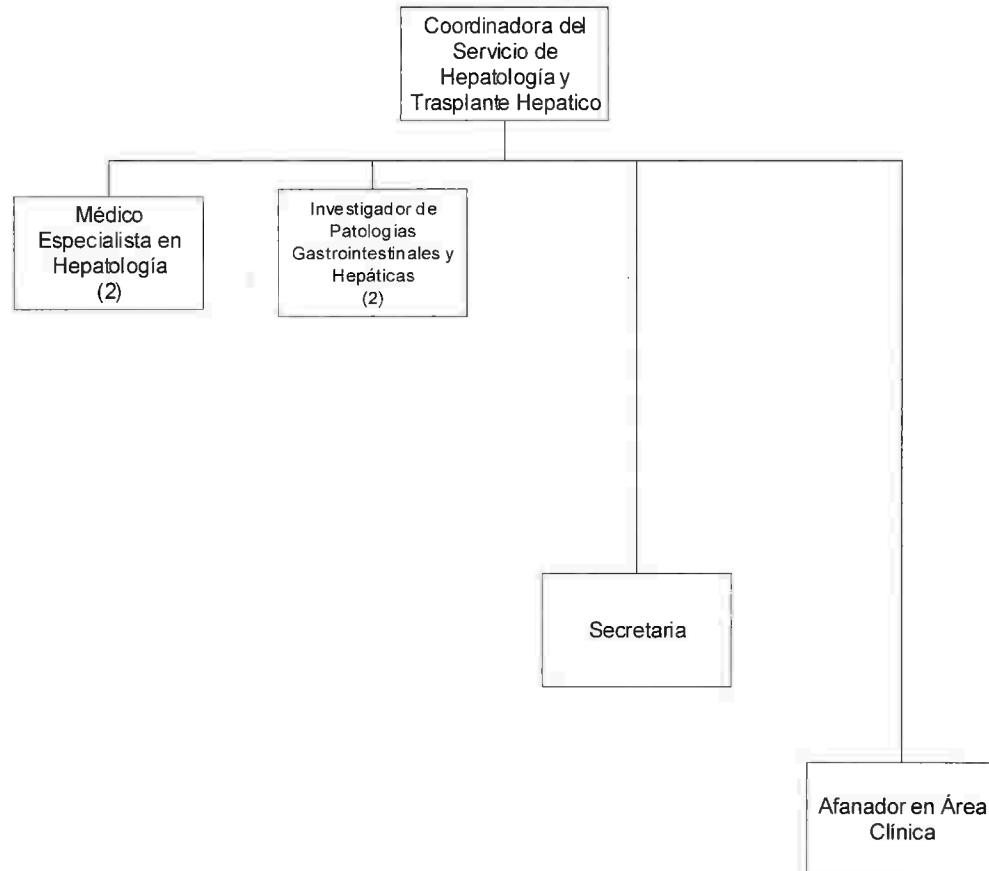 Coordinadora del
Servicio de
Hepatología y
Trasplante Hepatico
Médico
Especialista en
Hepatología
(2)
Investigador de
Patologías
Gastrointestinales y
Hepáticas
(2)
Secretaria
Afanador en Área
Clínica